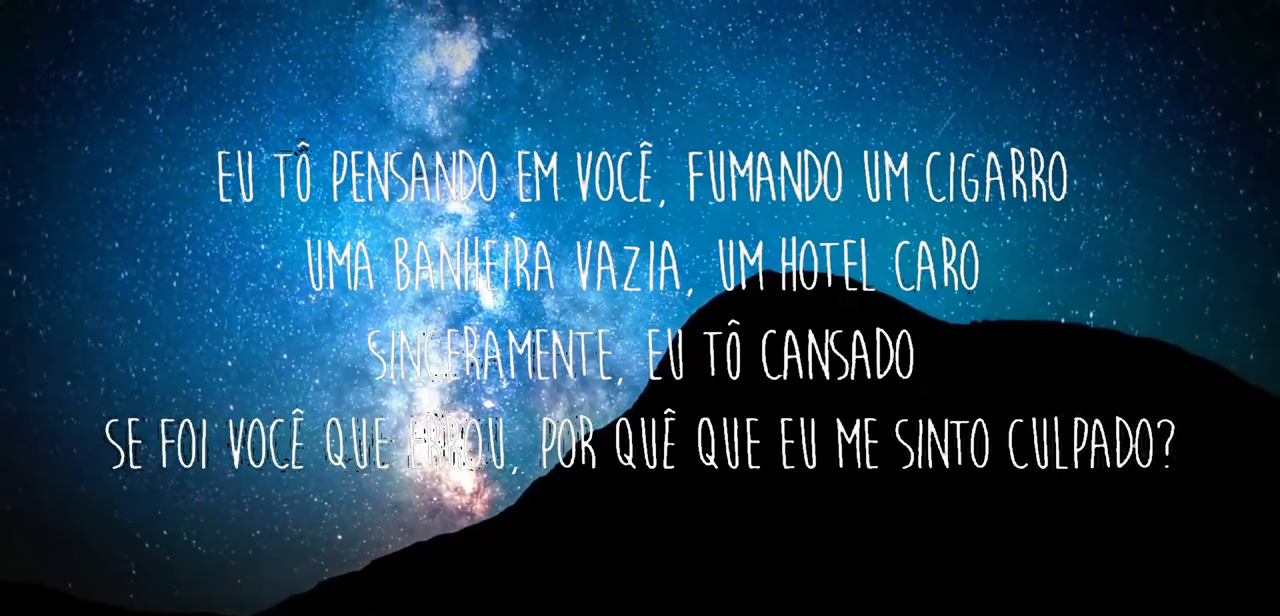 EU TÔ PENSANDO EM VOCÊ, FUMANDO UM CIGARRO
UMA BANHEIRA VAZIA, UM HOTEL CARO
SINCERAMENTE, EU TÔ CANSADO
SE FOI VOCÊ QUE ERROU, POR QUÊ QUE EU ME SINTO CULPADO?